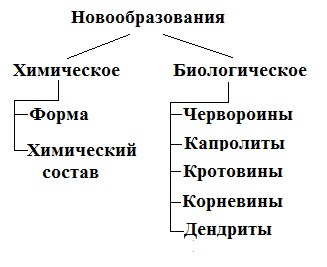 Новообразования
Химическое
Форма
Химический
состав
Биологическое
Червороины
Капролиты
Кротовины
Корневины
Дендриты